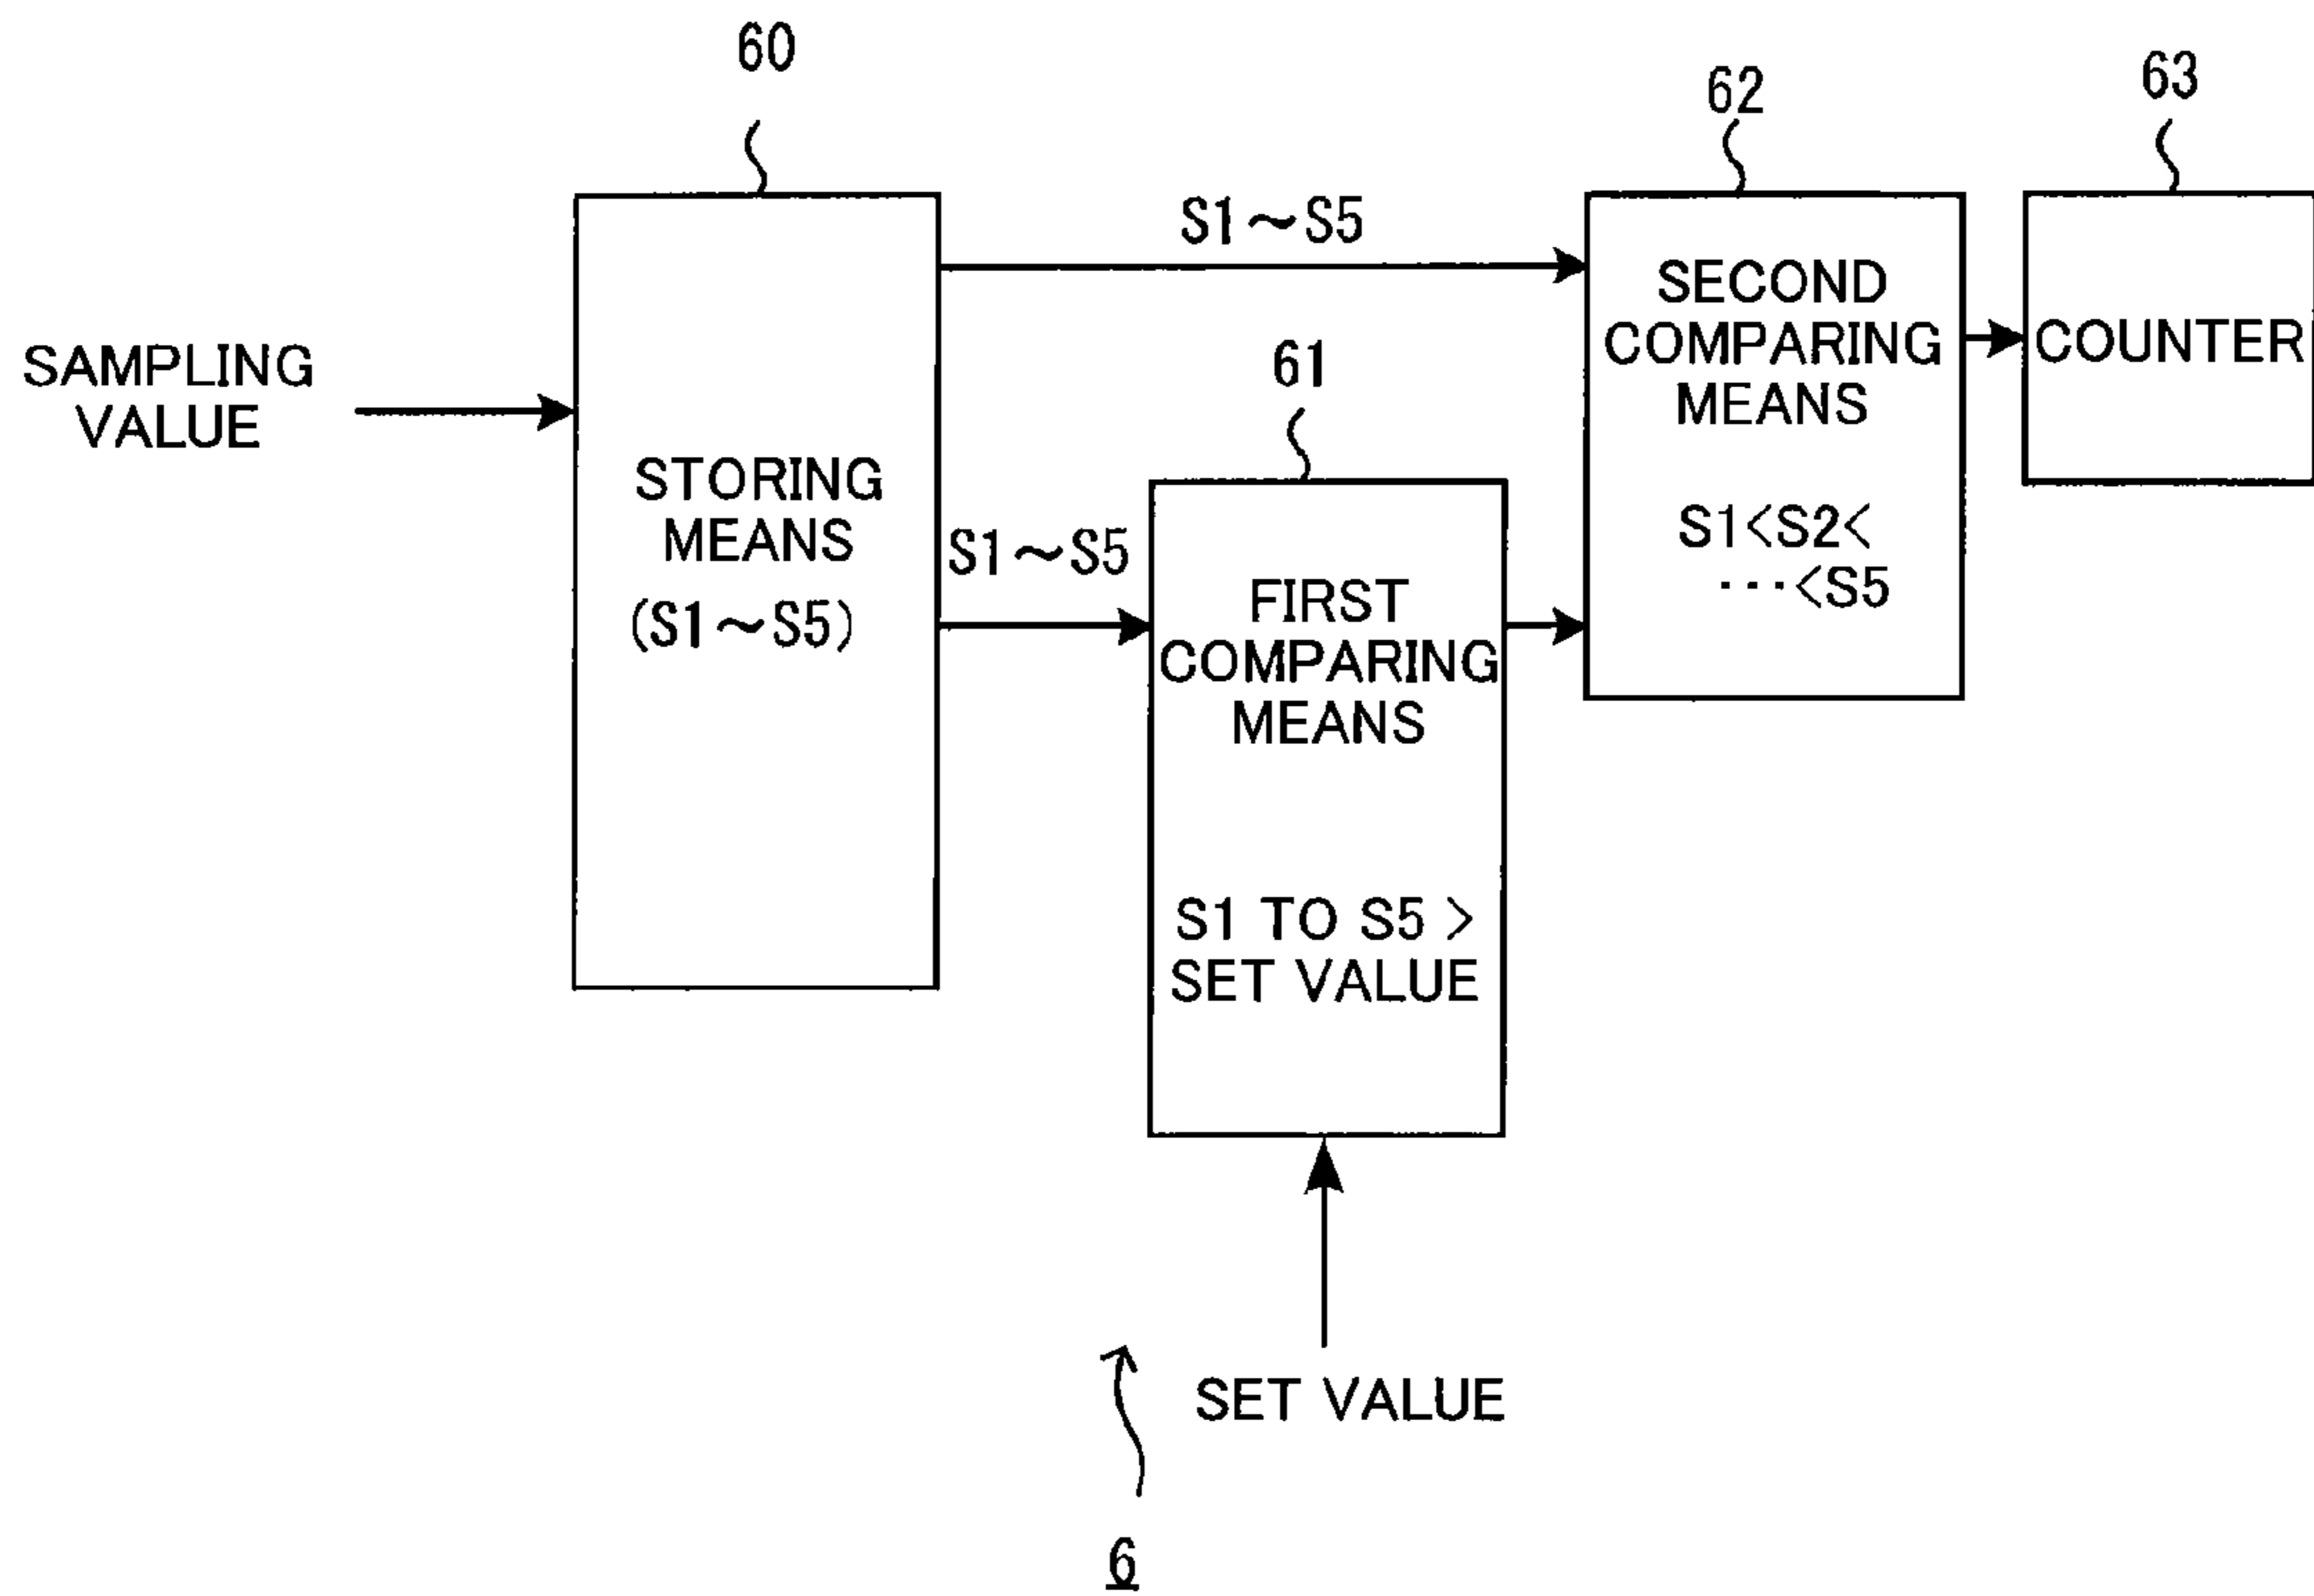 60
62
63
S1～S5
SECOND
COMPARING
MEANS
COUNTER
SAMPLING
VALUE
61
STORING
MEANS
(S1～S5)
S1～S5
S1<S2<
···<S5
FIRST
COMPARING
MEANS
S1 TO S5 >
SET VALUE
SET VALUE
6